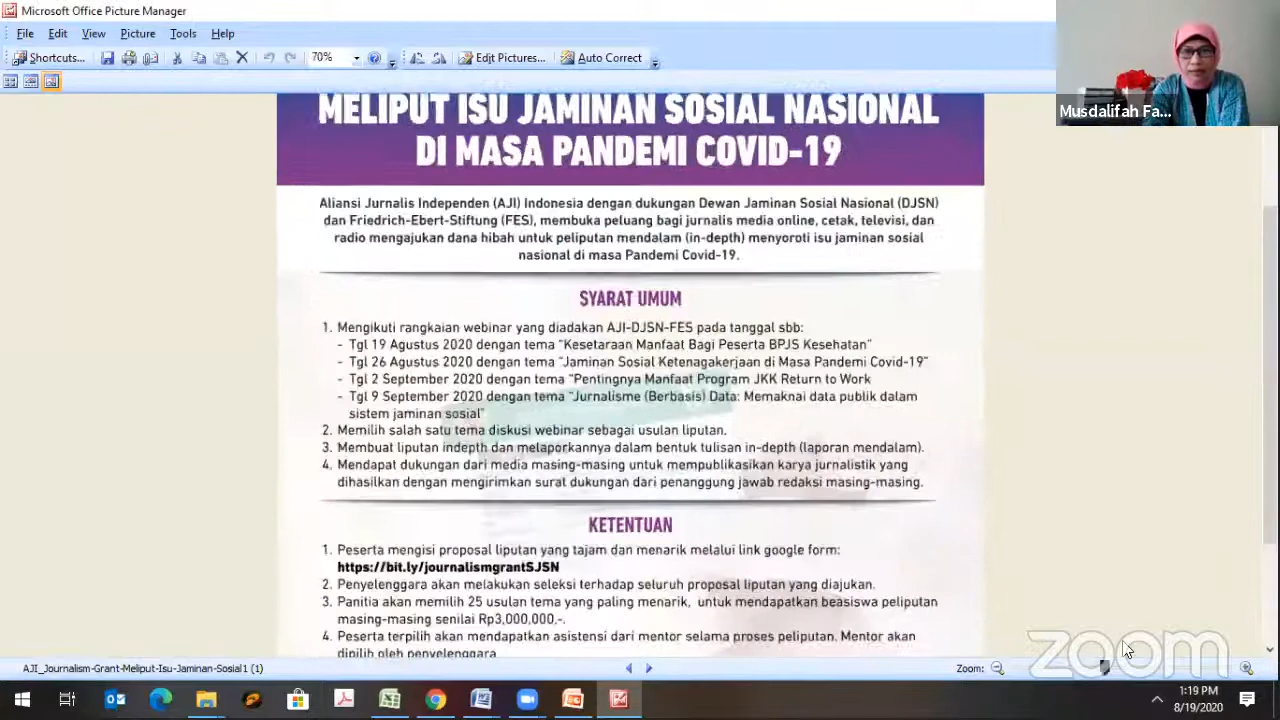 Microsoft Office Picture Manager
File Edit View Picture Tools Help
Shortcuts... 70% Edit Pictures... Auto Correct
Musdalifah Fa...
MELIPUT ISU JAMINAN SOSIAL NASIONAL
DI MASA PANDEMI COVID-19
Aliansi Jurnalis Independen (AJI) Indonesia dengan dukungan Dewan Jaminan Sosial Nasional (DJSN)
dan Friedrich-Ebert-Stiftung (FES), membuka peluang bagi jurnalis media online, cetak, televisi, dan
radio mengajukan dana hibah untuk peliputan mendalam (in-depth) menyoroti isu jaminan sosial
nasional di masa Pandemi Covid-19.
SYARAT UMUM
1. Mengikuti rangkaian webinar yang diadakan AJI-DJSN-FES pada tanggal sbb:
- Tgl 19 Agustus 2020 dengan tema "Kesetaraan Manfaat Bagi Peserta BPJS Kesehatan"
- Tgl 26 Agustus 2020 dengan tema "Jaminan Sosial Ketenagakerjaan di Masa Pandemi Covid-19"
- Tgl 2 September 2020 dengan tema "Pentingnya Manfaat Program JKK Return to Work
- Tgl 9 September 2020 dengan tema "Jurnalisme (Berbasis) Data: Memaknai data publik dalam
sistem jaminan sosial"
2. Memilih salah satu tema diskusi webinar sebagai usulan liputan.
3. Membuat liputan indepth dan melaporkannya dalam bentuk tulisan in-depth (laporan mendalam).
4. Mendapat dukungan dari media masing-masing untuk mempublikasikan karya jurnalistik yang
dihasilkan dengan mengirimkan surat dukungan dari penanggung jawab redaksi masing-masing.
KETENTUAN
1. Peserta mengisi proposal liputan yang tajam dan menarik melalui link google form:
https://bit.ly/journalismgrantSJSN
2. Penyelenggara akan melakukan seleksi terhadap seluruh proposal liputan yang diajukan.
3. Panitia akan memilih 25 usulan tema yang paling menarik, untuk mendapatkan beasiswa peliputan
masing-masing senilai Rp3,000,000,-.
4. Peserta terpilih akan mendapatkan asistensi dari mentor selama proses peliputan. Mentor akan
dipilih oleh penyelenggara.
zoom
AJI_Journalism-Grant-Meliput-Isu-Jaminan-Sosial1 (1) Zoom:
1:19 PM
8/19/2020